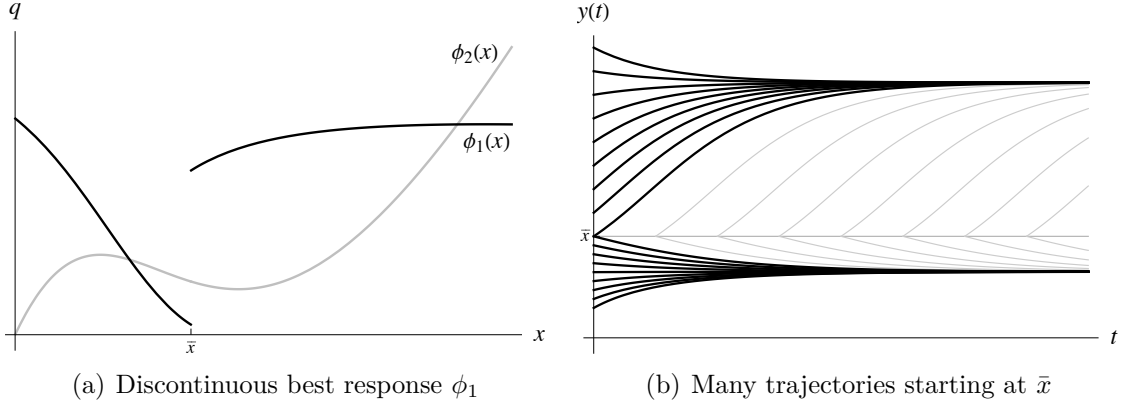 q
ϕ₂(x)
ϕ₁(x)
x̄
x
(a) Discontinuous best response ϕ₁
y(t)
x̄
t
(b) Many trajectories starting at x̄